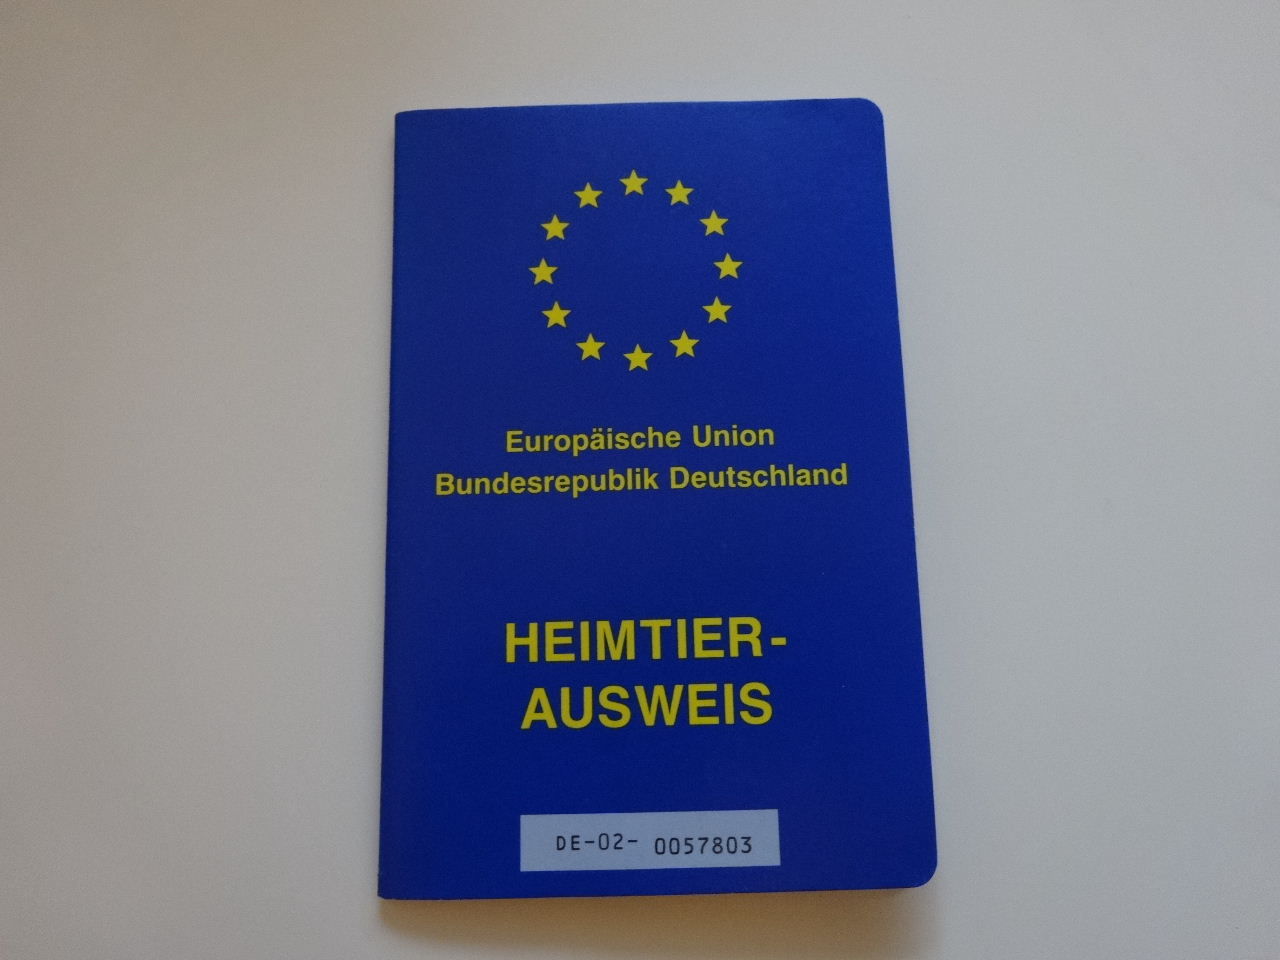 Europäische Union
Bundesrepublik Deutschland
HEIMTIER-
AUSWEIS
DE-02- 0057803